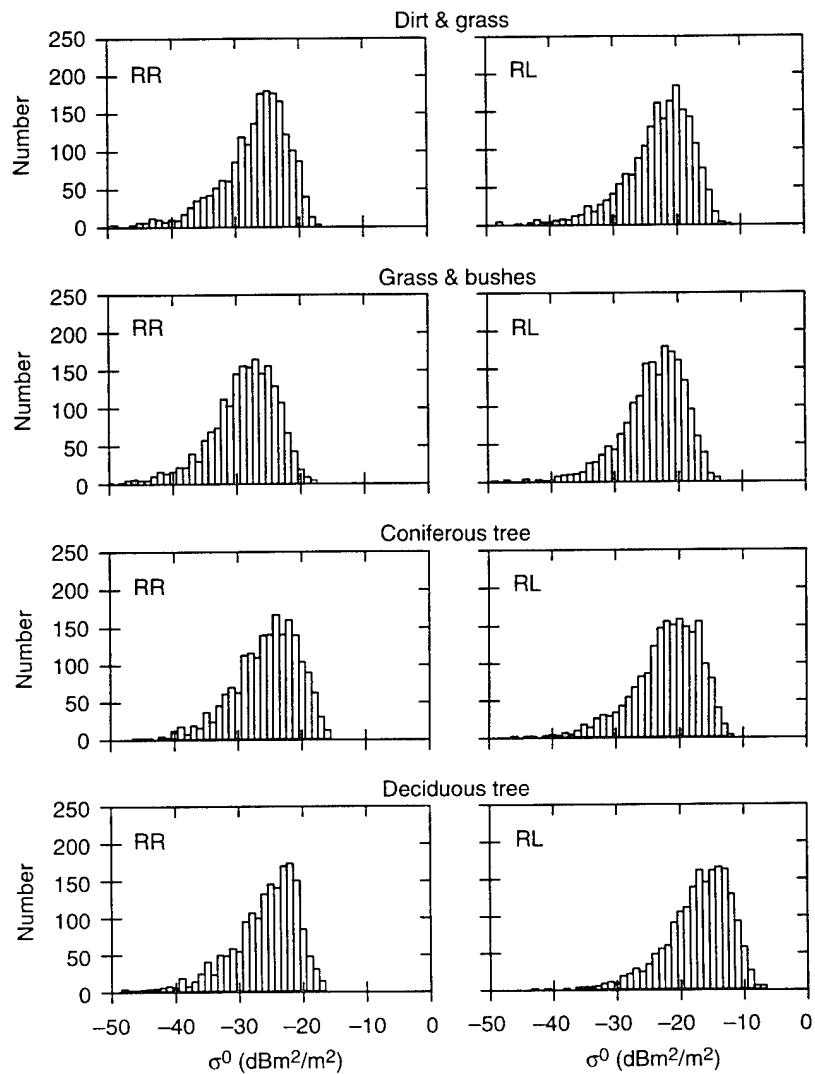 Dirt & grass
250
200
150
100
50
0
Number
RR
RL
Grass & bushes
250
200
150
100
50
0
Number
RR
RL
Coniferous tree
250
200
150
100
50
0
Number
RR
RL
Deciduous tree
250
200
150
100
50
0
Number
RR
RL
−50 −40 −30 −20 −10 0
−50 −40 −30 −20 −10 0
σ⁰ (dBm²/m²)
σ⁰ (dBm²/m²)